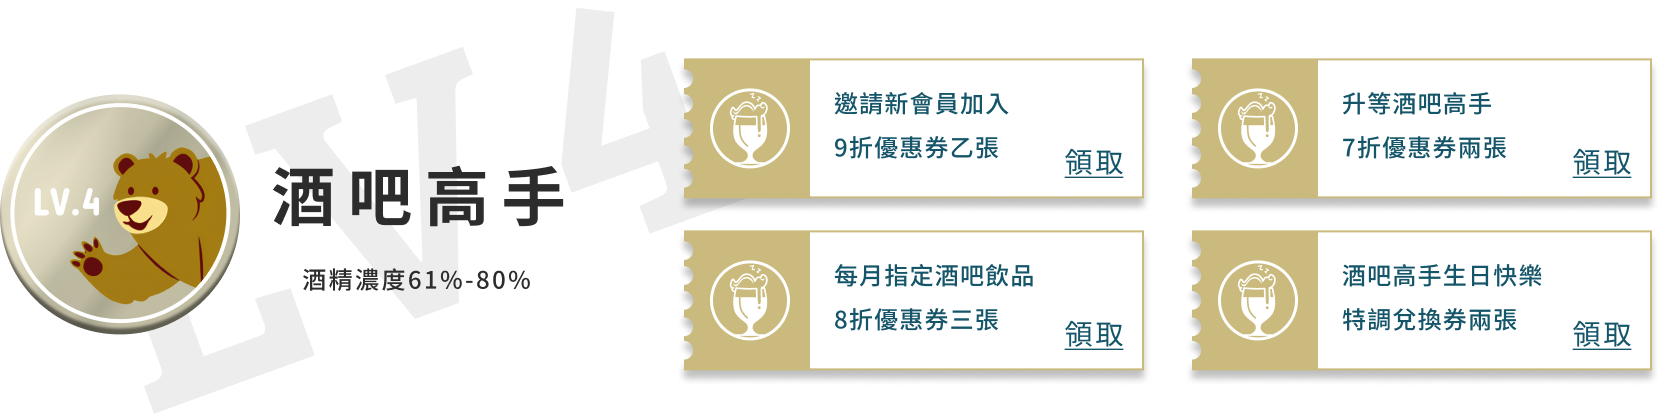 LV4
LV.4
酒吧高手
酒精濃度61%-80%
邀請新會員加入
9折優惠券乙張
領取
升等酒吧高手
7折優惠券兩張
領取
每月指定酒吧飲品
8折優惠券三張
領取
酒吧高手生日快樂
特調兌換券兩張
領取